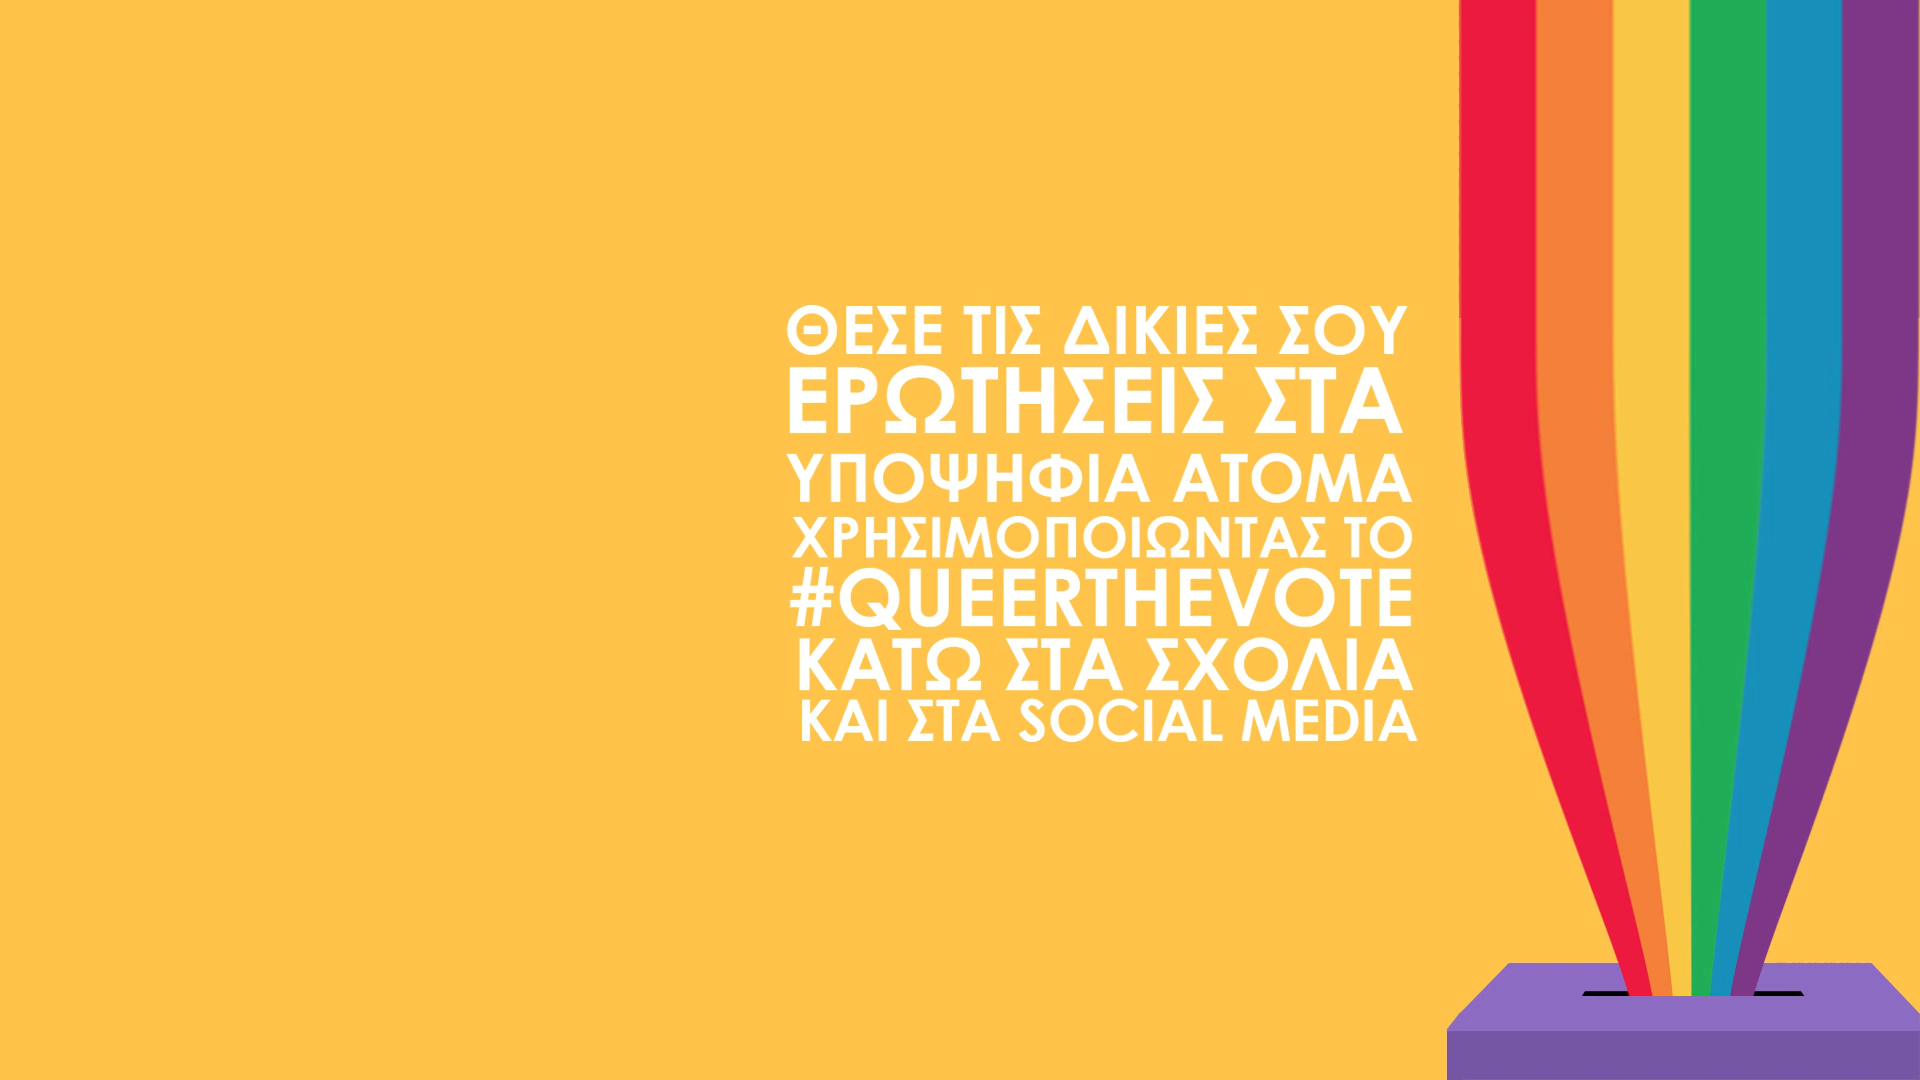 ΘΕΣΕ ΤΙΣ ΔΙΚΙΕΣ ΣΟΥ
ΕΡΩΤΗΣΕΙΣ ΣΤΑ
ΥΠΟΨΗΦΙΑ ΑΤΟΜΑ
ΧΡΗΣΙΜΟΠΟΙΩΝΤΑΣ ΤΟ
#QUEERTHEVOTE
ΚΑΤΩ ΣΤΑ ΣΧΟΛΙΑ
ΚΑΙ ΣΤΑ SOCIAL MEDIA